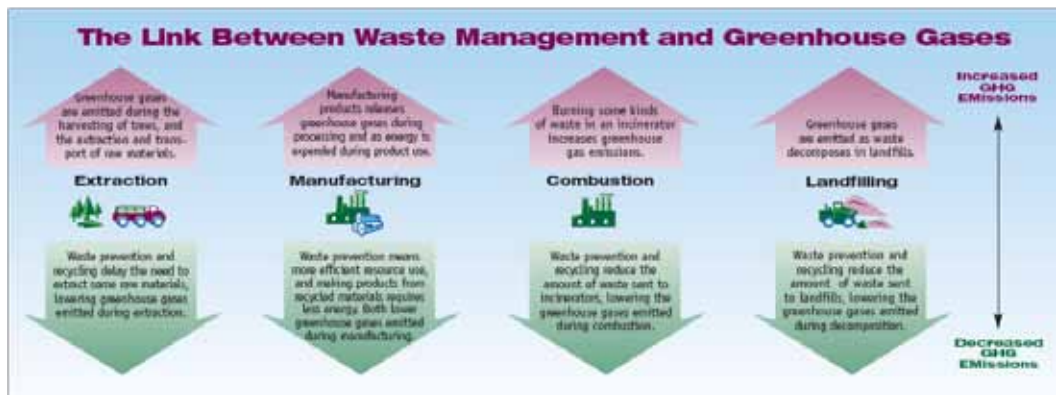 The Link Between Waste Management and Greenhouse Gases
Greenhouse gases
are emitted during the
harvesting of trees, and
the extraction and trans-
port of raw materials.
Extraction
Waste prevention and
recycling delay the need to
extract some raw materials,
lowering greenhouse gases
emitted during extraction.
Manufacturing
products releases
greenhouse gases during
processing and as energy is
expended during product use.
Manufacturing
Waste prevention means
more efficient resource use,
and making products from
recycled materials requires
less energy. Both lower
greenhouse gases emitted
during manufacturing.
Burning some kinds
of waste in an incinerator
increases greenhouse
gas emissions.
Combustion
Waste prevention and
recycling reduce the
amount of waste sent to
incinerators, lowering the
greenhouse gases emitted
during combustion.
Greenhouse gases
are emitted as waste
decomposes in landfills.
Landfilling
Waste prevention and
recycling reduce the
amount of waste sent
to landfills, lowering the
greenhouse gases emitted
during decomposition.
Increased
GHG
EMissions
Decreased
GHG
EMissions